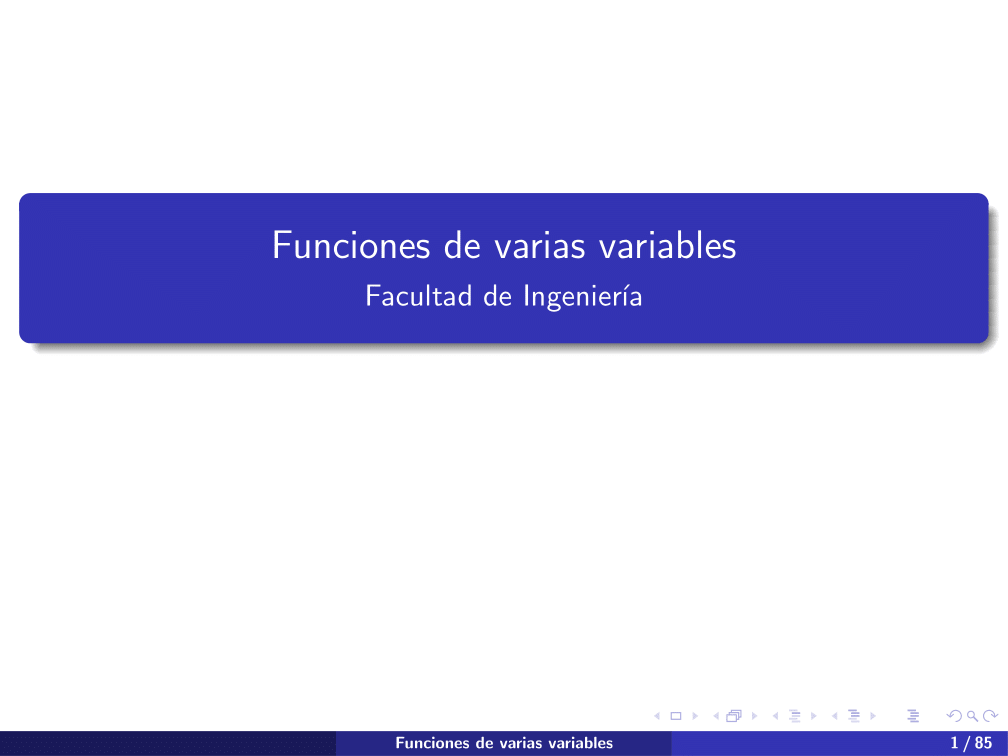 Funciones de varias variables
Facultad de Ingeniería
Funciones de varias variables
1 / 85